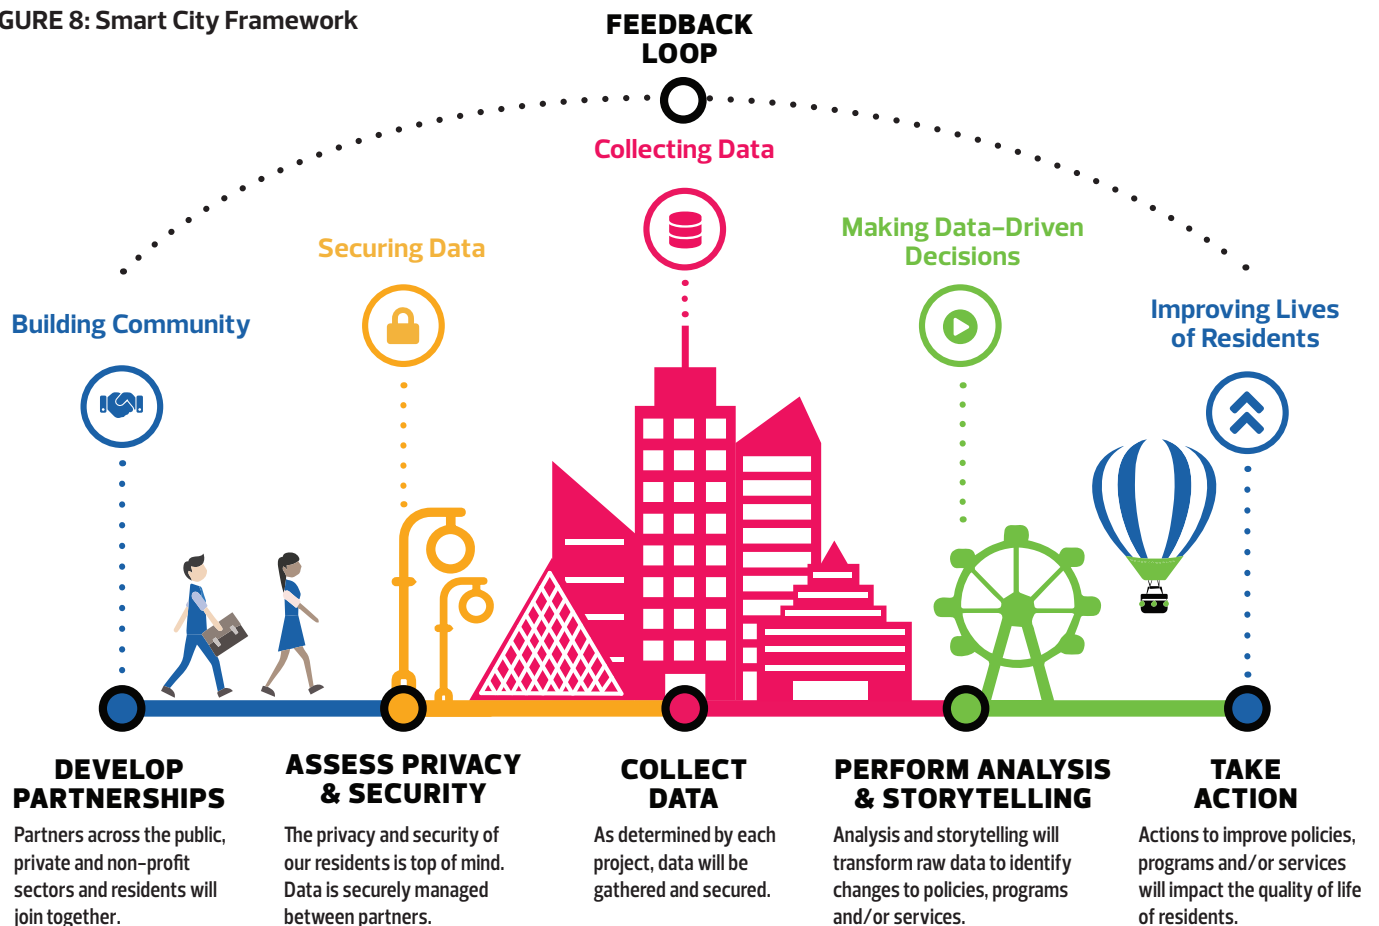 GURE 8: Smart City Framework
FEEDBACK
LOOP
Collecting Data
Making Data-Driven
Decisions
Securing Data
Improving Lives
of Residents
Building Community
DEVELOP
PARTNERSHIPS
Partners across the public,
private and non-profit
sectors and residents will
join together.
ASSESS PRIVACY
& SECURITY
The privacy and security of
our residents is top of mind.
Data is securely managed
between partners.
COLLECT
DATA
As determined by each
project, data will be
gathered and secured.
PERFORM ANALYSIS
& STORYTELLING
Analysis and storytelling will
transform raw data to identify
changes to policies, programs
and/or services.
TAKE
ACTION
Actions to improve policies,
programs and/or services
will impact the quality of life
of residents.